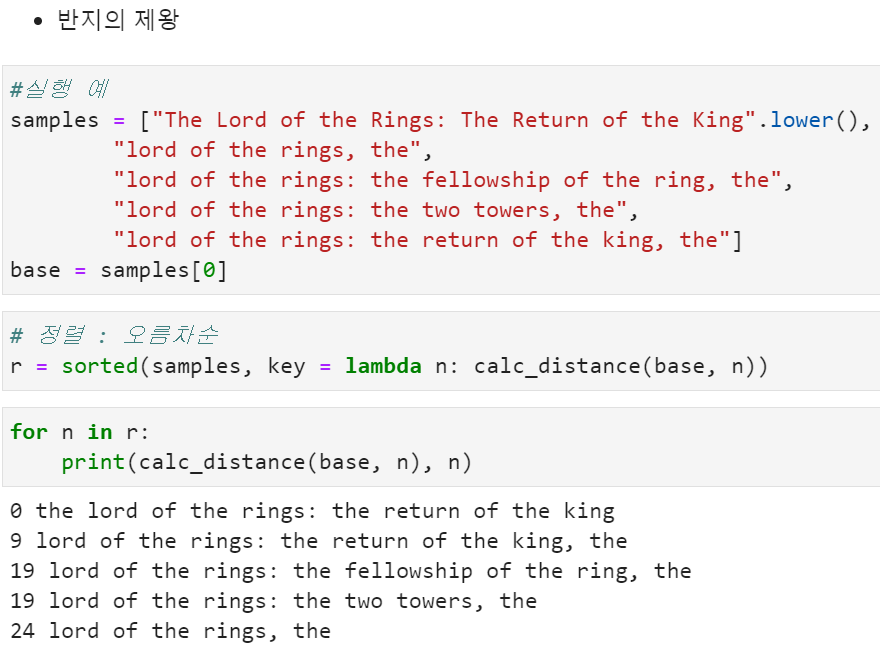 • 반지의 제왕
#실행 예
samples = ["The Lord of the Rings: The Return of the King".lower(),
        "lord of the rings, the",
        "lord of the rings: the fellowship of the ring, the",
        "lord of the rings: the two towers, the",
        "lord of the rings: the return of the king, the"]
base = samples[0]
# 정렬 : 오름차순
r = sorted(samples, key = lambda n: calc_distance(base, n))
for n in r:
    print(calc_distance(base, n), n)
0 the lord of the rings: the return of the king
9 lord of the rings: the return of the king, the
19 lord of the rings: the fellowship of the ring, the
19 lord of the rings: the two towers, the
24 lord of the rings, the